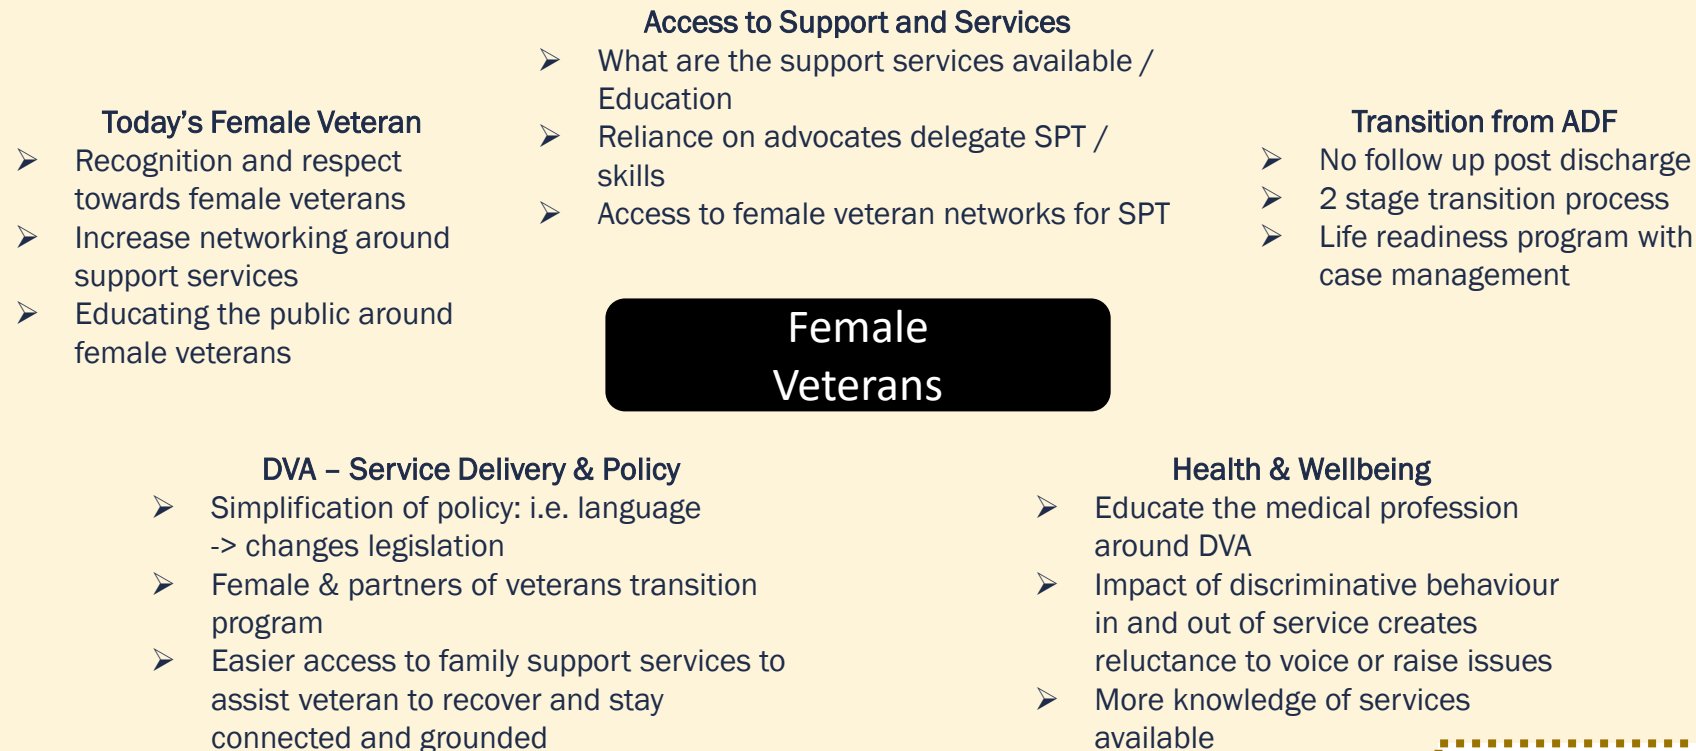 Access to Support and Services
➢ What are the support services available /
Education
➢ Reliance on advocates delegate SPT /
skills
➢ Access to female veteran networks for SPT
Today's Female Veteran
➢ Recognition and respect
towards female veterans
➢ Increase networking around
support services
➢ Educating the public around
female veterans
Transition from ADF
➢ No follow up post discharge
➢ 2 stage transition process
➢ Life readiness program with
case management
Female
Veterans
DVA – Service Delivery & Policy
➢ Simplification of policy: i.e. language
-> changes legislation
➢ Female & partners of veterans transition
program
➢ Easier access to family support services to
assist veteran to recover and stay
connected and grounded
Health & Wellbeing
➢ Educate the medical profession
around DVA
➢ Impact of discriminative behaviour
in and out of service creates
reluctance to voice or raise issues
➢ More knowledge of services
available